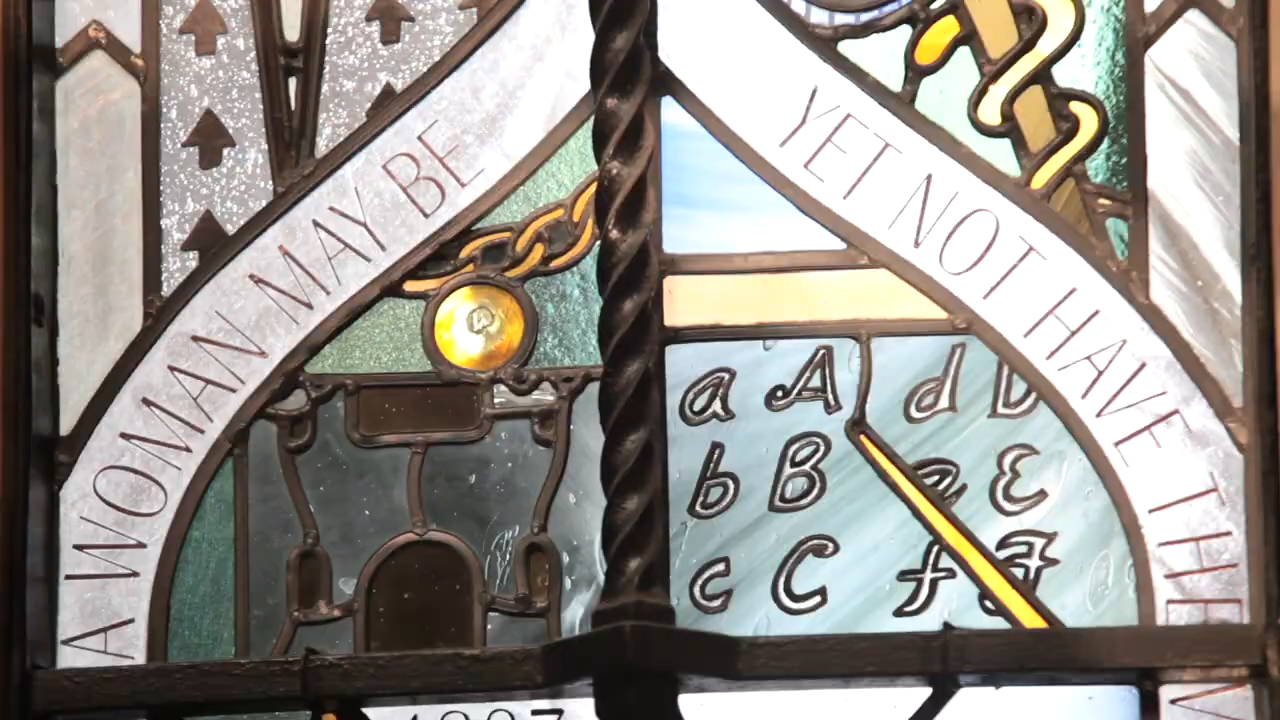 A WOMAN MAY BE
YET NOT HAVE THE
a A d D
b B e E
c C f F